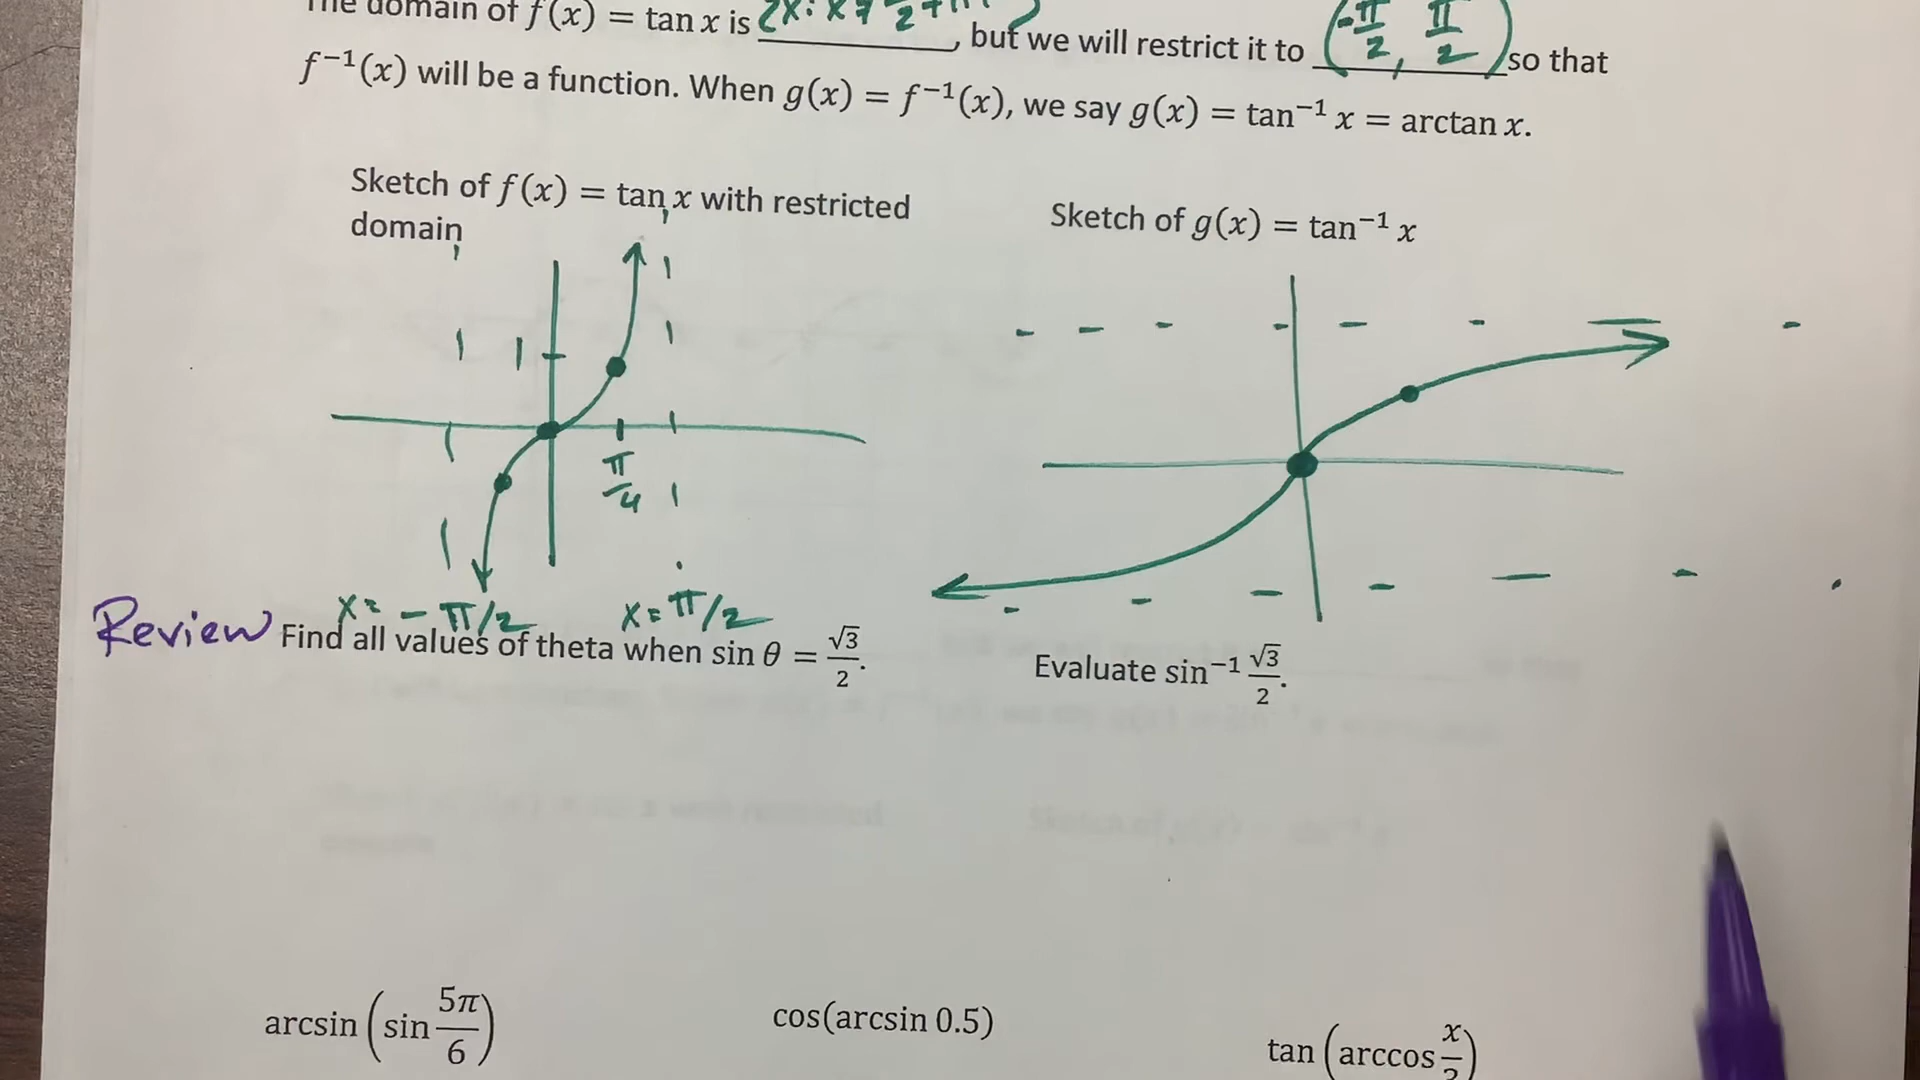 The domain of f(x) = tan x is {x: x ≠ π/2 + , but we will restrict it to (-π/2, π/2) so that
f⁻¹(x) will be a function. When g(x) = f⁻¹(x), we say g(x) = tan⁻¹ x = arctan x.
Sketch of f(x) = tan x with restricted
domain
Sketch of g(x) = tan⁻¹ x
1
π/4
x= -π/2
x= π/2
Review Find all values of theta when sin θ = √3/2.
Evaluate sin⁻¹ √3/2.
arcsin(sin 5π/6)
cos(arcsin 0.5)
tan(arccos x/